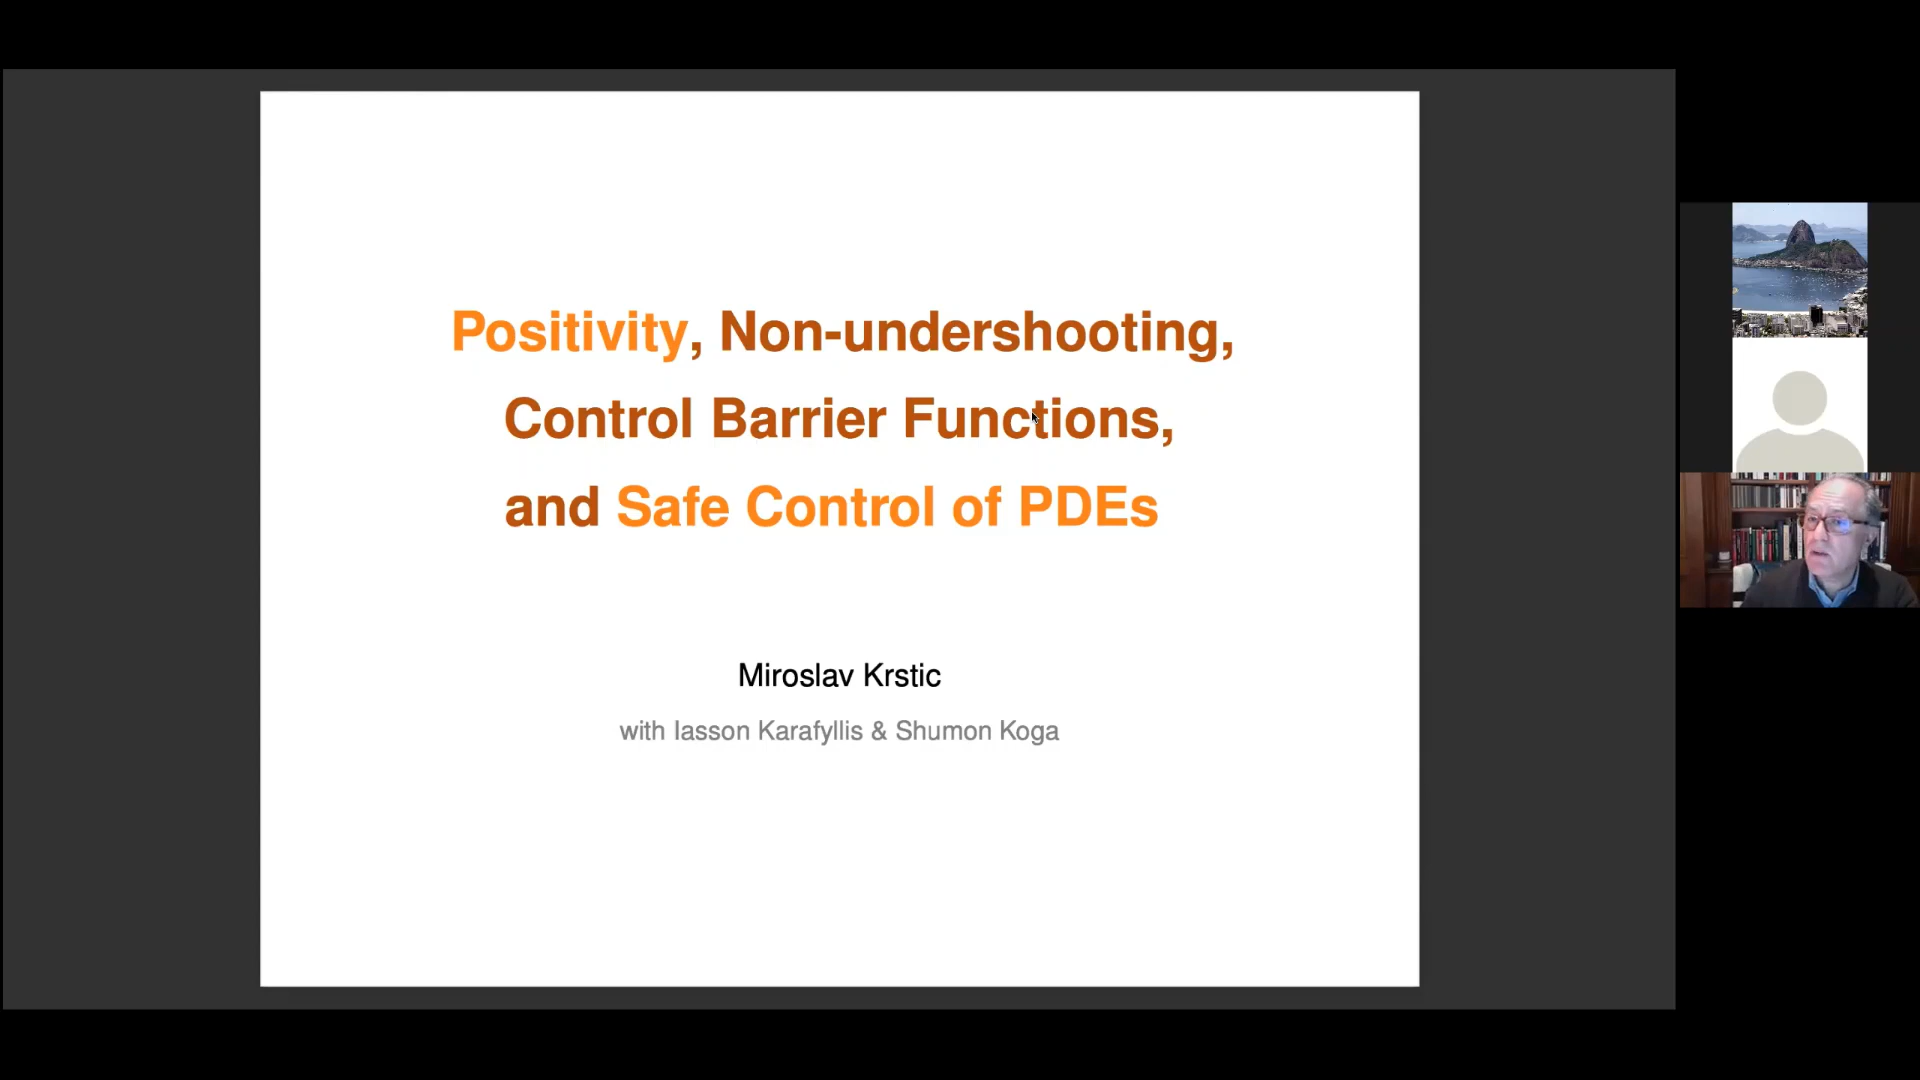 Positivity, Non-undershooting,
Control Barrier Functions,
and Safe Control of PDEs
Miroslav Krstic
with Iasson Karafyllis & Shumon Koga